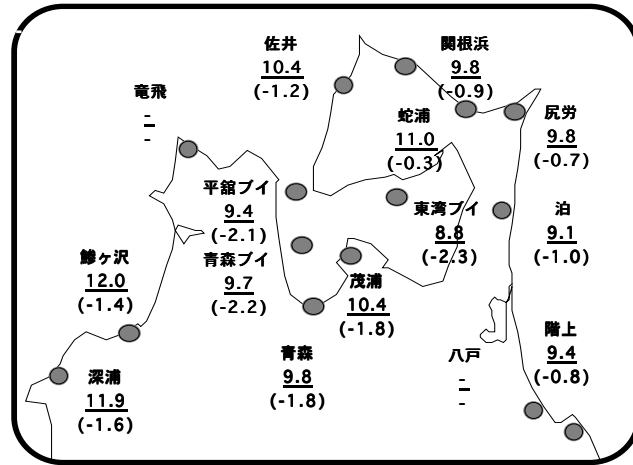 佐井
10.4
(-1.2)
関根浜
9.8
(-0.9)
竜飛
-
-
蛇浦
11.0
(-0.3)
尻労
9.8
(-0.7)
平舘ブイ
9.4
(-2.1)
東湾ブイ
8.8
(-2.3)
泊
9.1
(-1.0)
鰺ヶ沢
12.0
(-1.4)
青森ブイ
9.7
(-2.2)
茂浦
10.4
(-1.8)
深浦
11.9
(-1.6)
青森
9.8
(-1.8)
八戸
-
-
階上
9.4
(-0.8)